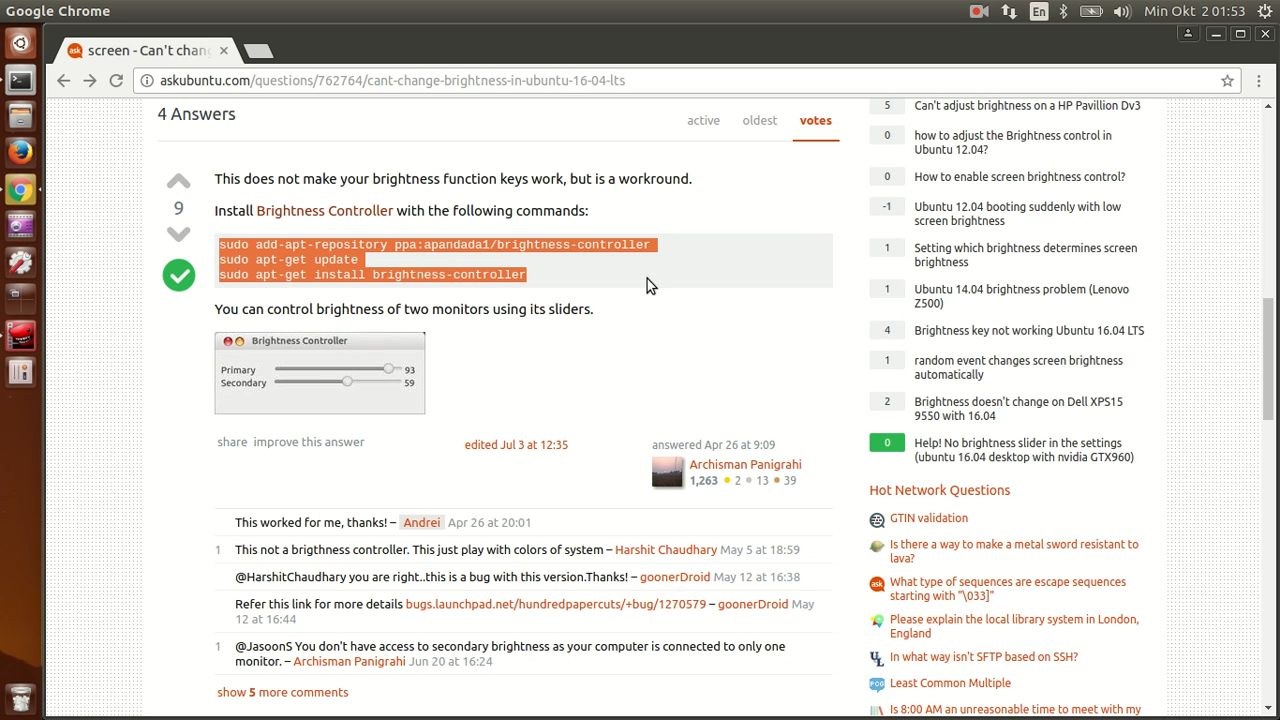 Google Chrome
En
Min Okt 2 01:53
screen - Can't chang
askubuntu.com/questions/762764/cant-change-brightness-in-ubuntu-16-04-lts
4 Answers
active
oldest
votes
This does not make your brightness function keys work, but is a workround.
9
Install Brightness Controller with the following commands:
sudo add-apt-repository ppa:apandada1/brightness-controller
sudo apt-get update
sudo apt-get install brightness-controller
You can control brightness of two monitors using its sliders.
Brightness Controller
Primary 93
Secondary 59
share improve this answer
edited Jul 3 at 12:35
answered Apr 26 at 9:09
Archisman Panigrahi
1,263 2 13 39
This worked for me, thanks! – Andrei Apr 26 at 20:01
1 This not a brigthness controller. This just play with colors of system – Harshit Chaudhary May 5 at 18:59
@HarshitChaudhary you are right..this is a bug with this version.Thanks! – goonerDroid May 12 at 16:38
Refer this link for more details bugs.launchpad.net/hundredpapercuts/+bug/1270579 – goonerDroid May
12 at 16:44
1 @JasoonS You don't have access to secondary brightness as your computer is connected to only one
monitor. – Archisman Panigrahi Jun 20 at 16:24
show 5 more comments
5 Can't adjust brightness on a HP Pavillion Dv3
0 how to adjust the Brightness control in
Ubuntu 12.04?
0 How to enable screen brightness control?
-1 Ubuntu 12.04 booting suddenly with low
screen brightness
1 Setting which brightness determines screen
brightness
1 Ubuntu 14.04 brightness problem (Lenovo
Z500)
4 Brightness key not working Ubuntu 16.04 LTS
1 random event changes screen brightness
automatically
2 Brightness doesn't change on Dell XPS15
9550 with 16.04
0 Help! No brightness slider in the settings
(ubuntu 16.04 desktop with nvidia GTX960)
Hot Network Questions
GTIN validation
Is there a way to make a metal sword resistant to
lava?
ask What type of sequences are escape sequences
starting with "\033]"
Please explain the local library system in London,
England
In what way isn't SFTP based on SSH?
Least Common Multiple
Is 8:00 AM an unreasonable time to meet with my